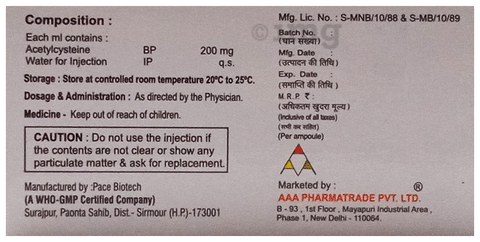 Composition :
Each ml contains :
Acetylcysteine BP 200 mg
Water for Injection IP q.s.
Storage : Store at controlled room temperature 20°C to 25°C.
Dosage & Administration : As directed by the Physician.
Medicine - Keep out of reach of children.
CAUTION : Do not use the injection if
the contents are not clear or show any
particulate matter & ask for replacement.
Manufactured by :Pace Biotech
(A WHO-GMP Certified Company)
Surajpur, Paonta Sahib, Dist. - Sirmour (H.P.)-173001
Mfg. Lic. No. : S-MNB/10/88 & S-MB/10/89
Batch No.
(घान संख्या)
Mfg. Date :
(उत्पादन की तिथि)
Exp. Date :
(समाप्ति की तिथि)
M.R.P. ₹ :
(अधिकतम खुदरा मूल्य)
(Inclusive of all taxes)
(सभी कर सहित)
(Per ampoule)
A A A
Marketed by : ®
AAA PHARMATRADE PVT. LTD.
B - 93 , 1st Floor , Mayapuri Industrial Area ,
Phase 1, New Delhi - 110064.